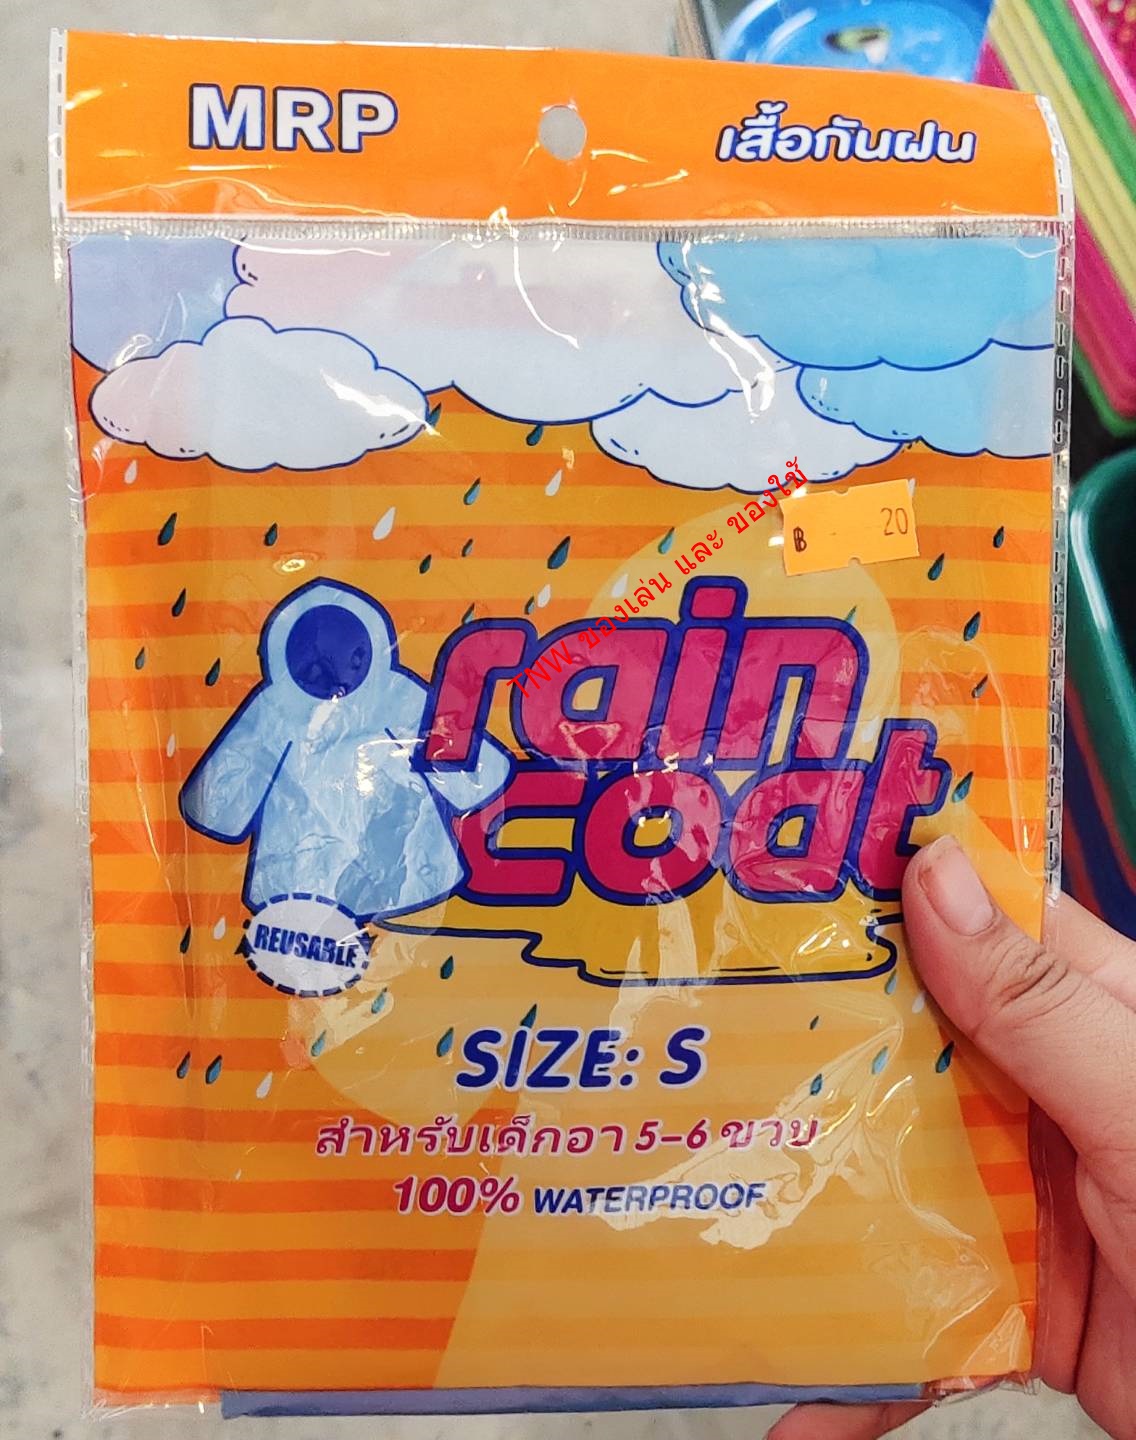 MRP
เสื้อกันฝน
฿ 20
TNW ของเล่น และ ของใช้
rain
coat
REUSABLE
SIZE: S
สำหรับเด็กอา 5-6 ขวบ
100% WATERPROOF